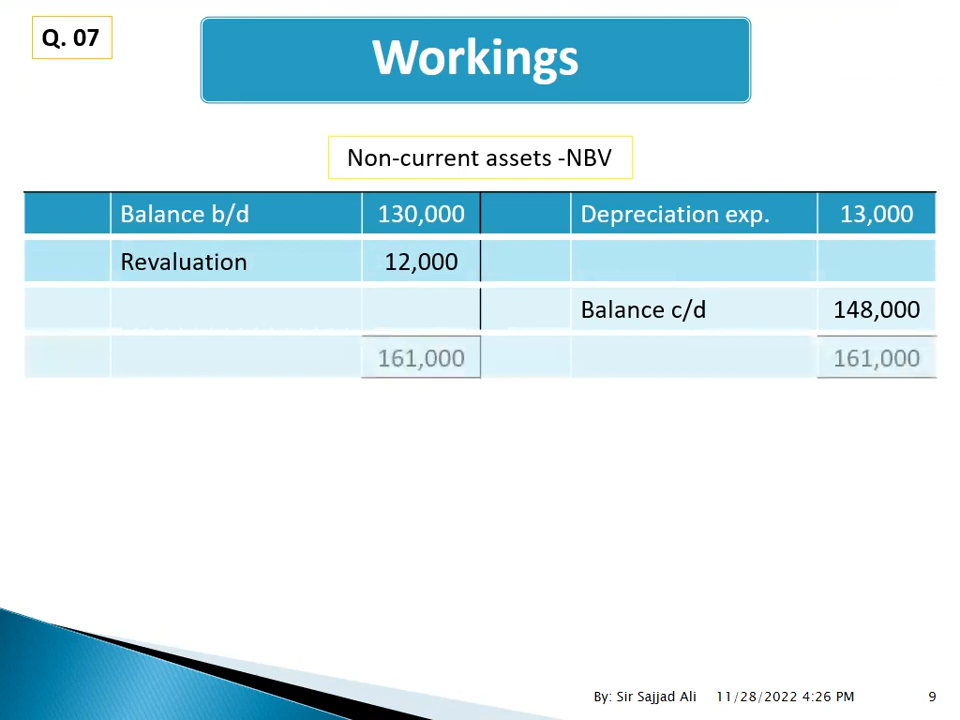 Q. 07
Workings
Non-current assets -NBV
Balance b/d 130,000 Depreciation exp. 13,000
Revaluation 12,000
Balance c/d 148,000
161,000 161,000
By: Sir Sajjad Ali 11/28/2022 4:26 PM 9